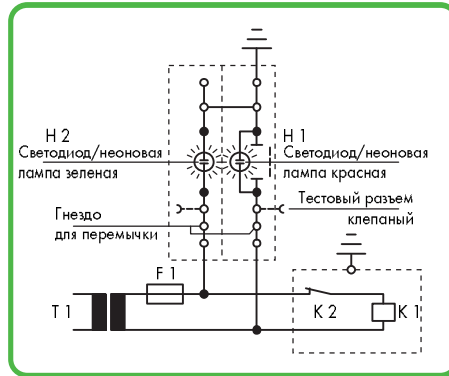 H 2
Светодиод/неоновая
лампа зеленая
H 1
Светодиод/неоновая
лампа красная
Гнездо
для перемычки
Тестовый разъем
клепаный
F 1
T 1
K 2
K 1